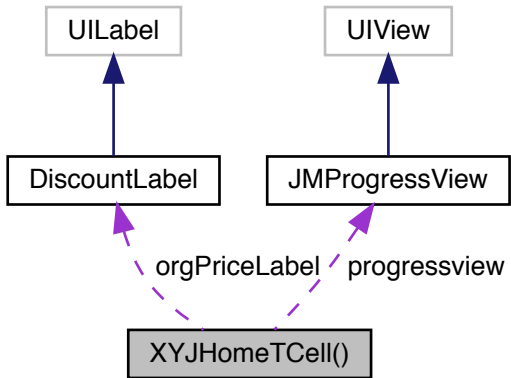 UILabel
UIView
DiscountLabel
JMProgressView
orgPriceLabel
progressview
XYJHomeTCell()